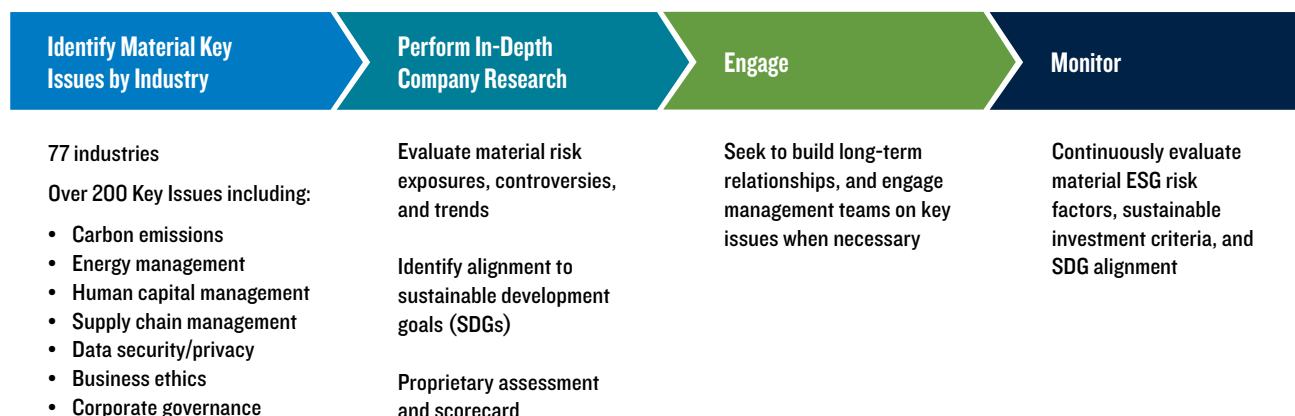 Identify Material Key
Issues by Industry
Perform In-Depth
Company Research
Engage
Monitor
77 industries
Over 200 Key Issues including:
• Carbon emissions
• Energy management
• Human capital management
• Supply chain management
• Data security/privacy
• Business ethics
• Corporate governance
Evaluate material risk
exposures, controversies,
and trends
Identify alignment to
sustainable development
goals (SDGs)
Proprietary assessment
and scorecard
Seek to build long-term
relationships, and engage
management teams on key
issues when necessary
Continuously evaluate
material ESG risk
factors, sustainable
investment criteria, and
SDG alignment